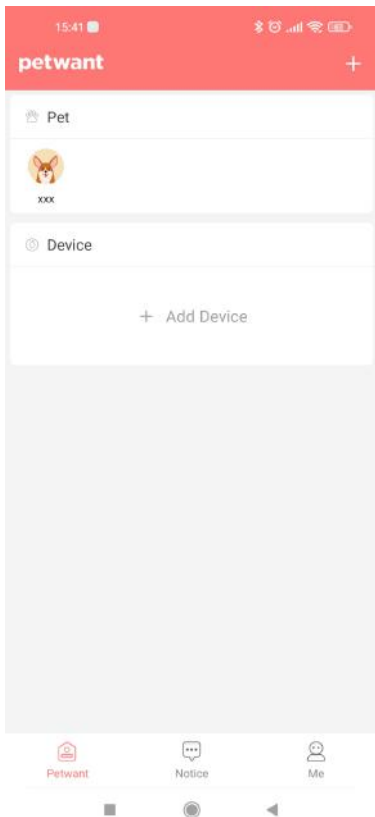 15:41
petwant
+
Pet
xxx
Device
+ Add Device
Petwant
Notice
Me